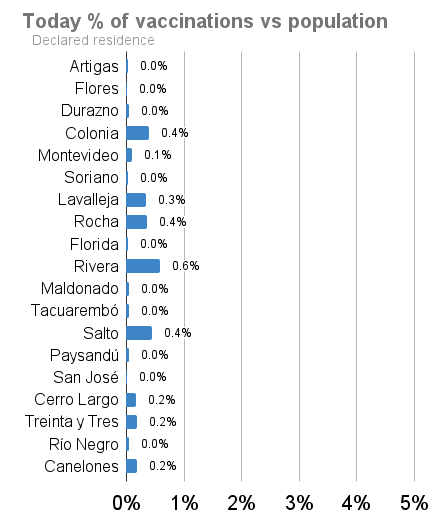 Today % of vaccinations vs population
Declared residence
Artigas 0.0%
Flores 0.0%
Durazno 0.0%
Colonia 0.4%
Montevideo 0.1%
Soriano 0.0%
Lavalleja 0.3%
Rocha 0.4%
Florida 0.0%
Rivera 0.6%
Maldonado 0.0%
Tacuarembó 0.0%
Salto 0.4%
Paysandú 0.0%
San José 0.0%
Cerro Largo 0.2%
Treinta y Tres 0.2%
Río Negro 0.0%
Canelones 0.2%
0% 1% 2% 3% 4% 5%